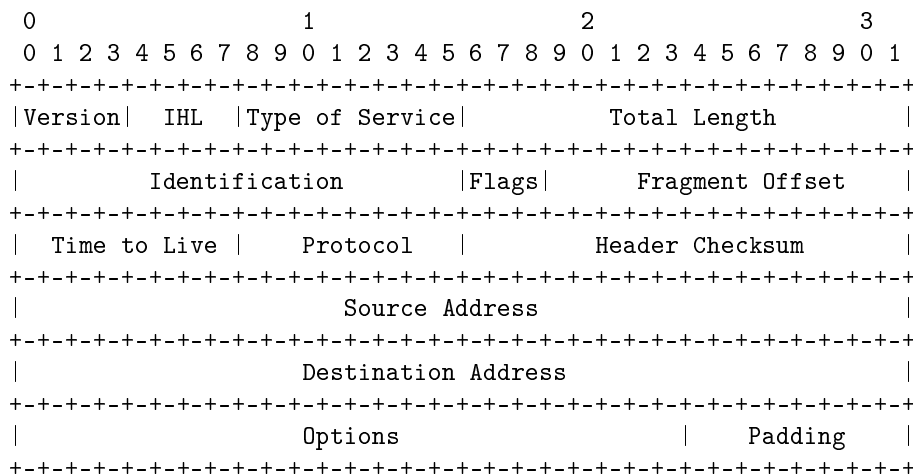 0                   1                   2                   3
0 1 2 3 4 5 6 7 8 9 0 1 2 3 4 5 6 7 8 9 0 1 2 3 4 5 6 7 8 9 0 1
+-+-+-+-+-+-+-+-+-+-+-+-+-+-+-+-+-+-+-+-+-+-+-+-+-+-+-+-+-+-+-+-+
|Version|  IHL  |Type of Service|          Total Length         |
+-+-+-+-+-+-+-+-+-+-+-+-+-+-+-+-+-+-+-+-+-+-+-+-+-+-+-+-+-+-+-+-+
|         Identification        |Flags|      Fragment Offset    |
+-+-+-+-+-+-+-+-+-+-+-+-+-+-+-+-+-+-+-+-+-+-+-+-+-+-+-+-+-+-+-+-+
|  Time to Live |    Protocol   |         Header Checksum       |
+-+-+-+-+-+-+-+-+-+-+-+-+-+-+-+-+-+-+-+-+-+-+-+-+-+-+-+-+-+-+-+-+
|                       Source Address                          |
+-+-+-+-+-+-+-+-+-+-+-+-+-+-+-+-+-+-+-+-+-+-+-+-+-+-+-+-+-+-+-+-+
|                    Destination Address                        |
+-+-+-+-+-+-+-+-+-+-+-+-+-+-+-+-+-+-+-+-+-+-+-+-+-+-+-+-+-+-+-+-+
|                    Options                    |    Padding    |
+-+-+-+-+-+-+-+-+-+-+-+-+-+-+-+-+-+-+-+-+-+-+-+-+-+-+-+-+-+-+-+-+